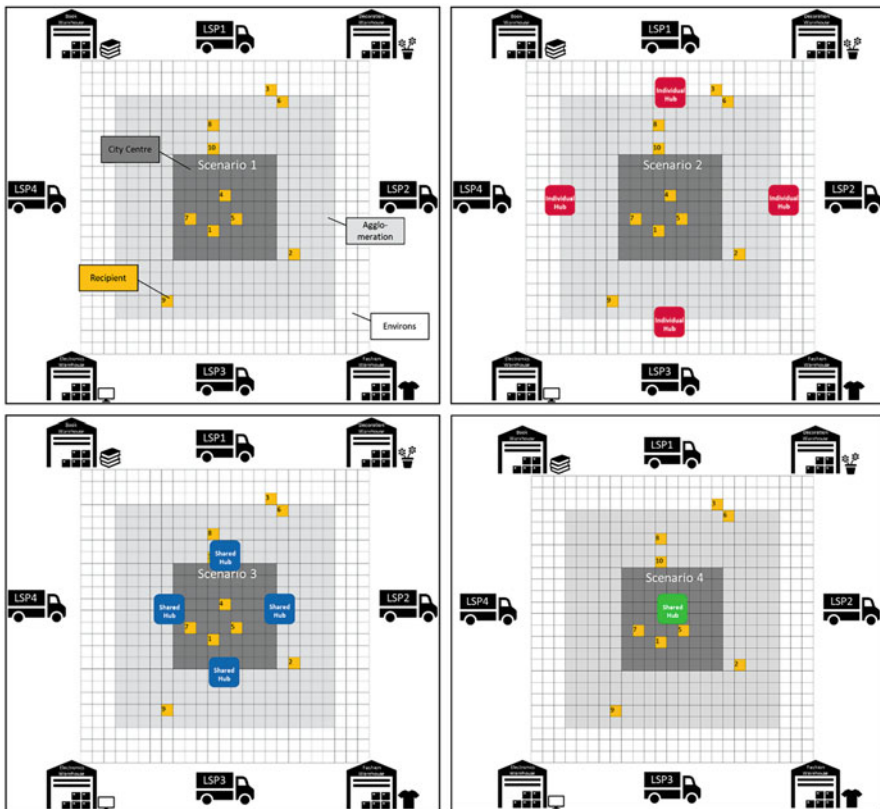 Book
Warehouse
LSP1
Decoration
Warehouse
3
6
8
City Centre
10
Scenario 1
4
LSP4
LSP2
7
5
1
Agglo-
meration
2
Recipient
9
Environs
Electronics
Warehouse
LSP3
Fashion
Warehouse
Book
Warehouse
LSP1
Decoration
Warehouse
Individual
Hub
3
6
8
10
Scenario 2
4
LSP4
Individual
Hub
Individual
Hub
LSP2
7
5
1
2
9
Individual
Hub
Electronics
Warehouse
LSP3
Fashion
Warehouse
Book
Warehouse
LSP1
Decoration
Warehouse
3
6
8
Shared
Hub
Scenario 3
4
LSP4
Shared
Hub
Shared
Hub
LSP2
7
5
1
2
Shared
Hub
9
Electronics
Warehouse
LSP3
Fashion
Warehouse
Book
Warehouse
LSP1
Decoration
Warehouse
3
6
8
10
Scenario 4
LSP4
Shared
Hub
LSP2
7
5
1
2
9
Electronics
Warehouse
LSP3
Fashion
Warehouse